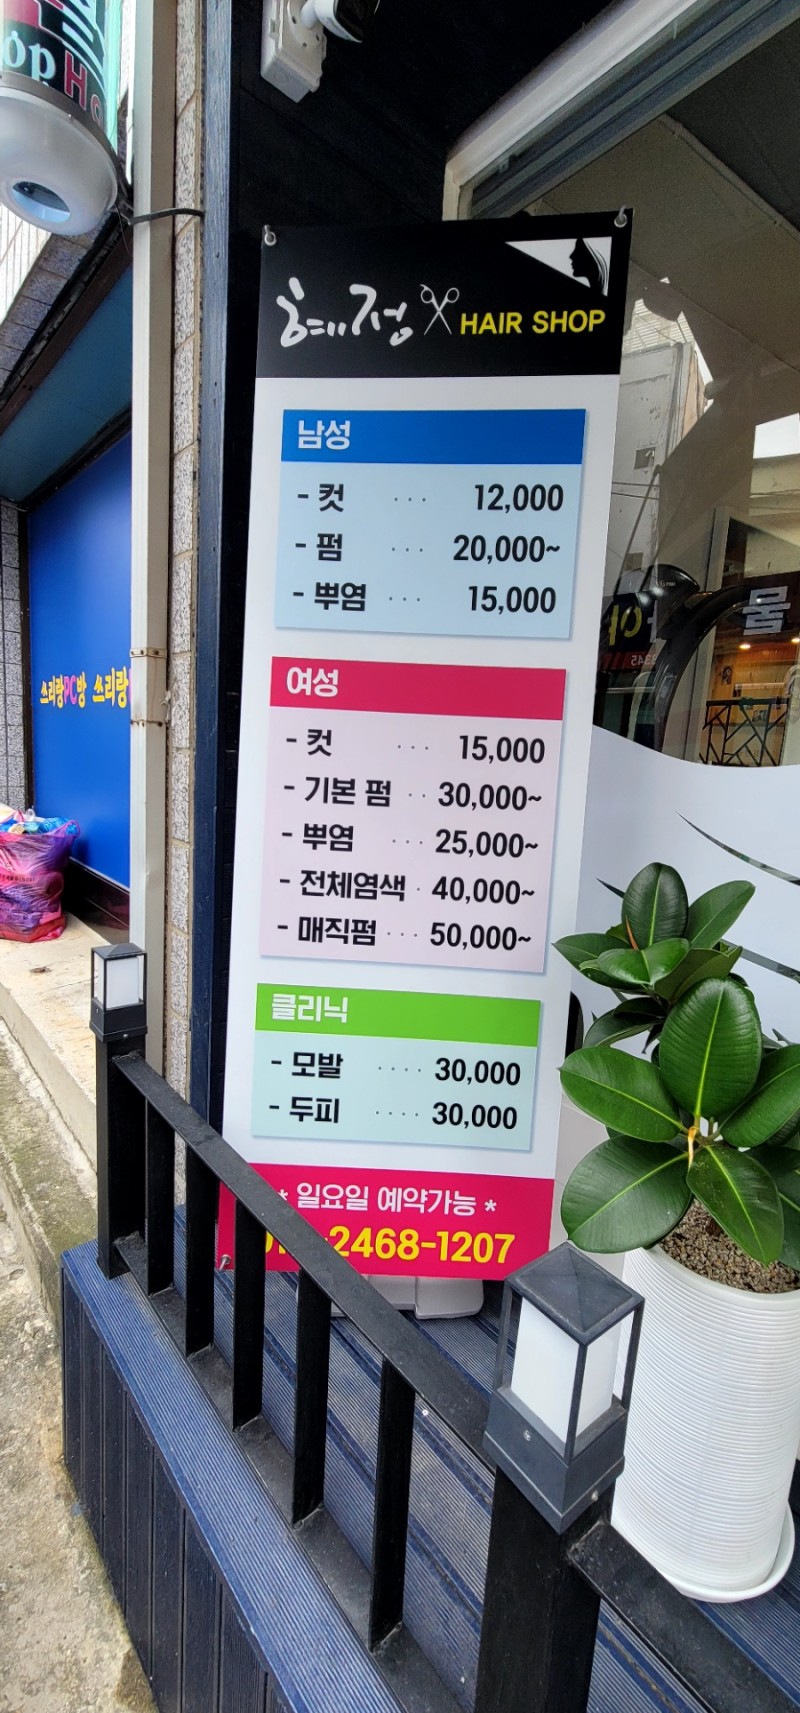 혜정 HAIR SHOP
남성
- 컷 ··· 12,000
- 펌 ··· 20,000~
- 뿌염 ··· 15,000
여성
- 컷 ··· 15,000
- 기본 펌 ·· 30,000~
- 뿌염 ··· 25,000~
- 전체염색 · 40,000~
- 매직펌 ··· 50,000~
클리닉
- 모발 ···· 30,000
- 두피 ···· 30,000
* 일요일 예약가능 *
2468-1207
쓰리랑PC방 쓰리랑
물